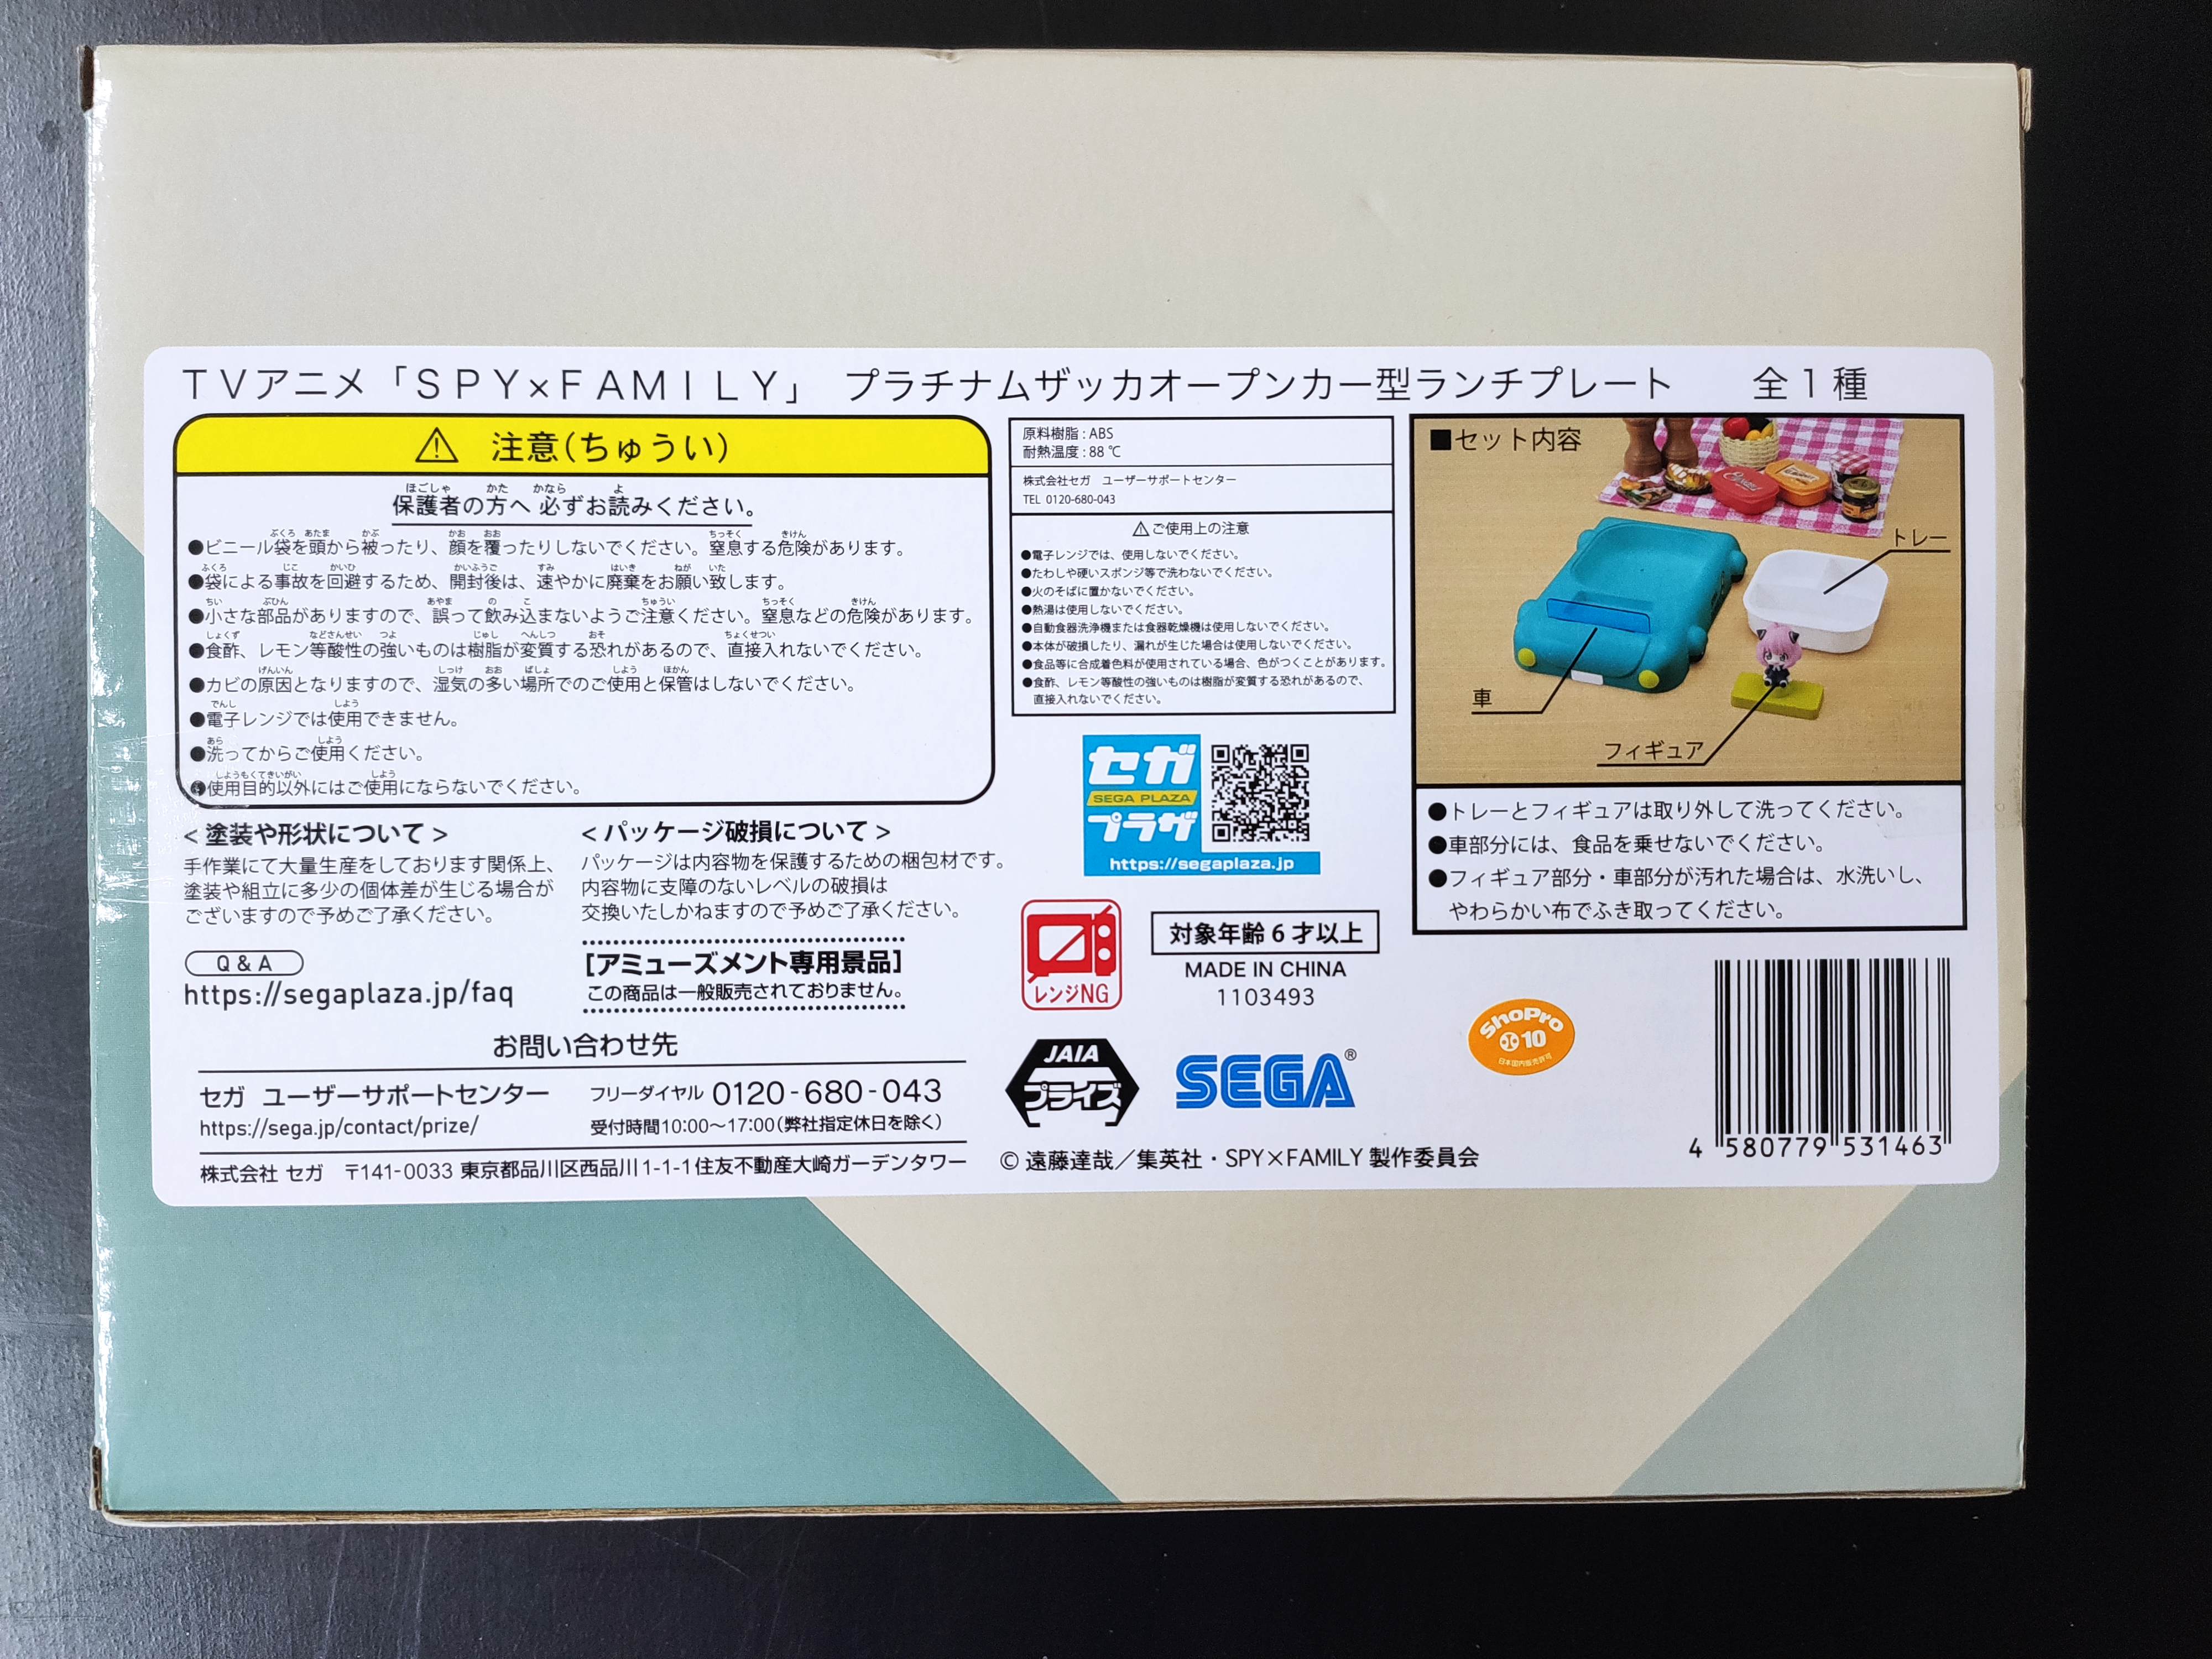 TVアニメ「SPY×FAMILY」 プラチナムザッカオープンカー型ランチプレート 全1種
注意(ちゅうい)
保護者の方へ 必ずお読みください。
●ビニール袋を頭から被ったり、顔を覆ったりしないでください。窒息する危険があります。
●袋による事故を回避するため、開封後は、速やかに廃棄をお願い致します。
●小さな部品がありますので、誤って飲み込まないようご注意ください。窒息などの危険があります。
●食酢、レモン等酸性の強いものは樹脂が変質する恐れがあるので、直接入れないでください。
●カビの原因となりますので、湿気の多い場所でのご使用と保管はしないでください。
●電子レンジでは使用できません。
●洗ってからご使用ください。
●使用目的以外にはご使用にならないでください。
<塗装や形状について>
手作業にて大量生産をしております関係上、
塗装や組立に多少の個体差が生じる場合が
ございますので予めご了承ください。
<パッケージ破損について>
パッケージは内容物を保護するための梱包材です。
内容物に支障のないレベルの破損は
交換いたしかねますので予めご了承ください。
Q&A
https://segaplaza.jp/faq
[アミューズメント専用景品]
この商品は一般販売されておりません。
お問い合わせ先
セガ ユーザーサポートセンター
https://sega.jp/contact/prize/
フリーダイヤル 0120-680-043
受付時間10:00~17:00(弊社指定休日を除く)
株式会社 セガ 〒141-0033 東京都品川区西品川1-1-1住友不動産大崎ガーデンタワー
原料樹脂:ABS
耐熱温度:88℃
株式会社セガ ユーザーサポートセンター
TEL 0120-680-043
⚠ご使用上の注意
●電子レンジでは、使用しないでください。
●たわしや硬いスポンジ等で洗わないでください。
●火のそばに置かないでください。
●熱湯は使用しないでください。
●自動食器洗浄機または食器乾燥機は使用しないでください。
●本体が破損したり、漏れが生じた場合は使用しないでください。
●食品等に合成着色料が使用されている場合、色がつくことがあります。
●食酢、レモン等酸性の強いものは樹脂が変質する恐れがあるので、
直接入れないでください。
セガ
SEGA PLAZA
プラザ
https://segaplaza.jp
レンジNG
対象年齢6才以上
MADE IN CHINA
1103493
JAIA
プライズ
SEGA®
©遠藤達哉/集英社・SPY×FAMILY製作委員会
■セット内容
トレー
車
フィギュア
●トレーとフィギュアは取り外して洗ってください。
●車部分には、食品を乗せないでください。
●フィギュア部分・車部分が汚れた場合は、水洗いし、
やわらかい布でふき取ってください。
ShoPro
10
日本国内販売許可
4 580779 531463